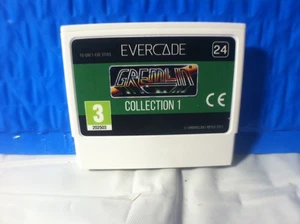 EVERCADE
24
GREMLIN
COLLECTION 1
3
CE